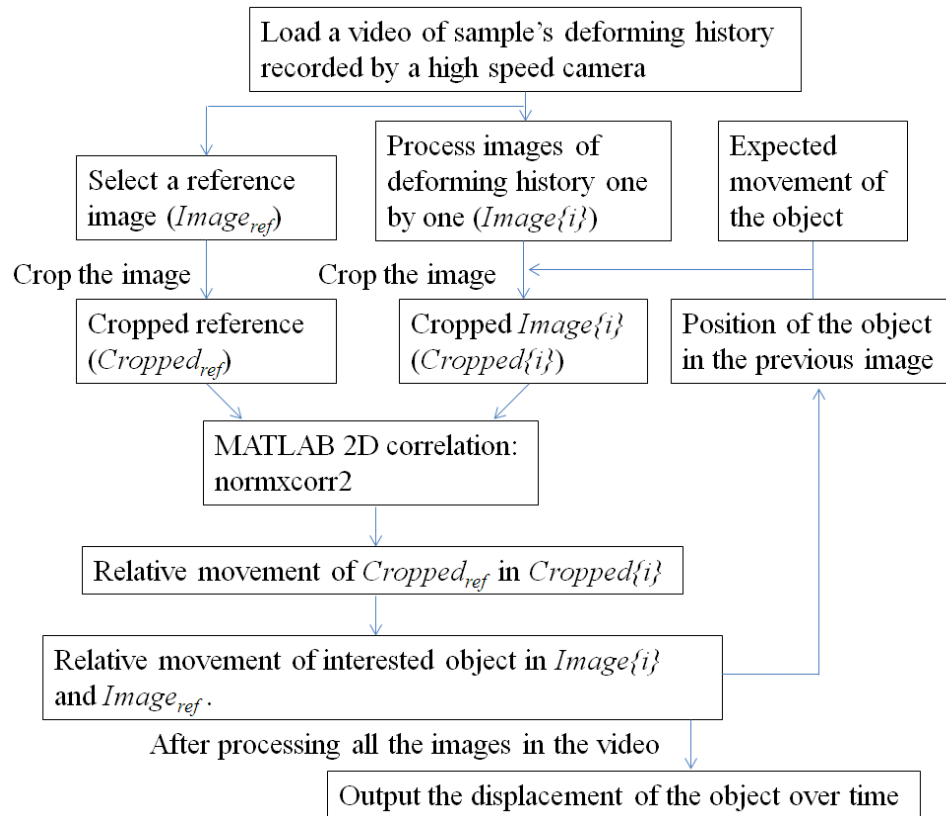 Load a video of sample's deforming history
recorded by a high speed camera
Select a reference
image (Image_ref)
Process images of
deforming history one
by one (Image{i})
Expected
movement of
the object
Crop the image
Crop the image
Cropped reference
(Cropped_ref)
Cropped Image{i}
(Cropped{i})
Position of the object
in the previous image
MATLAB 2D correlation:
normxcorr2
Relative movement of Cropped_ref in Cropped{i}
Relative movement of interested object in Image{i}
and Image_ref .
After processing all the images in the video
Output the displacement of the object over time